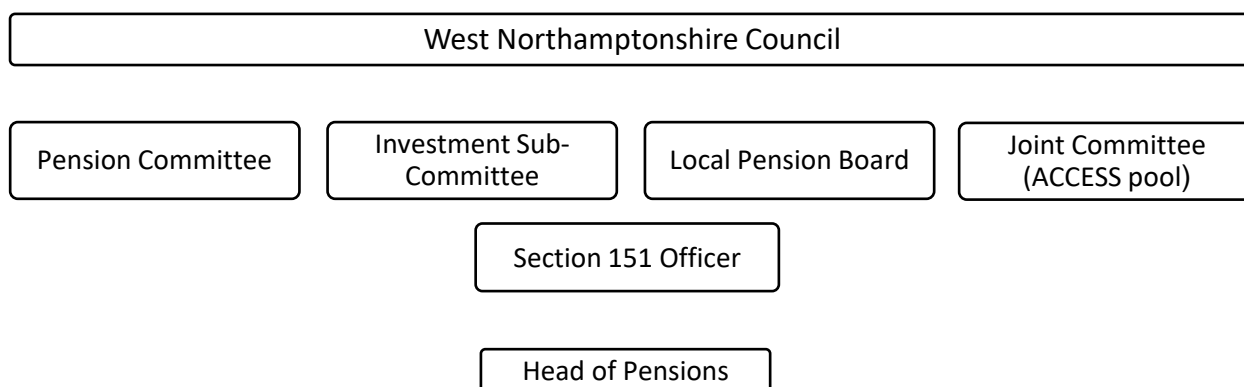 West Northamptonshire Council
Pension Committee
Investment Sub-
Committee
Local Pension Board
Joint Committee
(ACCESS pool)
Section 151 Officer
Head of Pensions